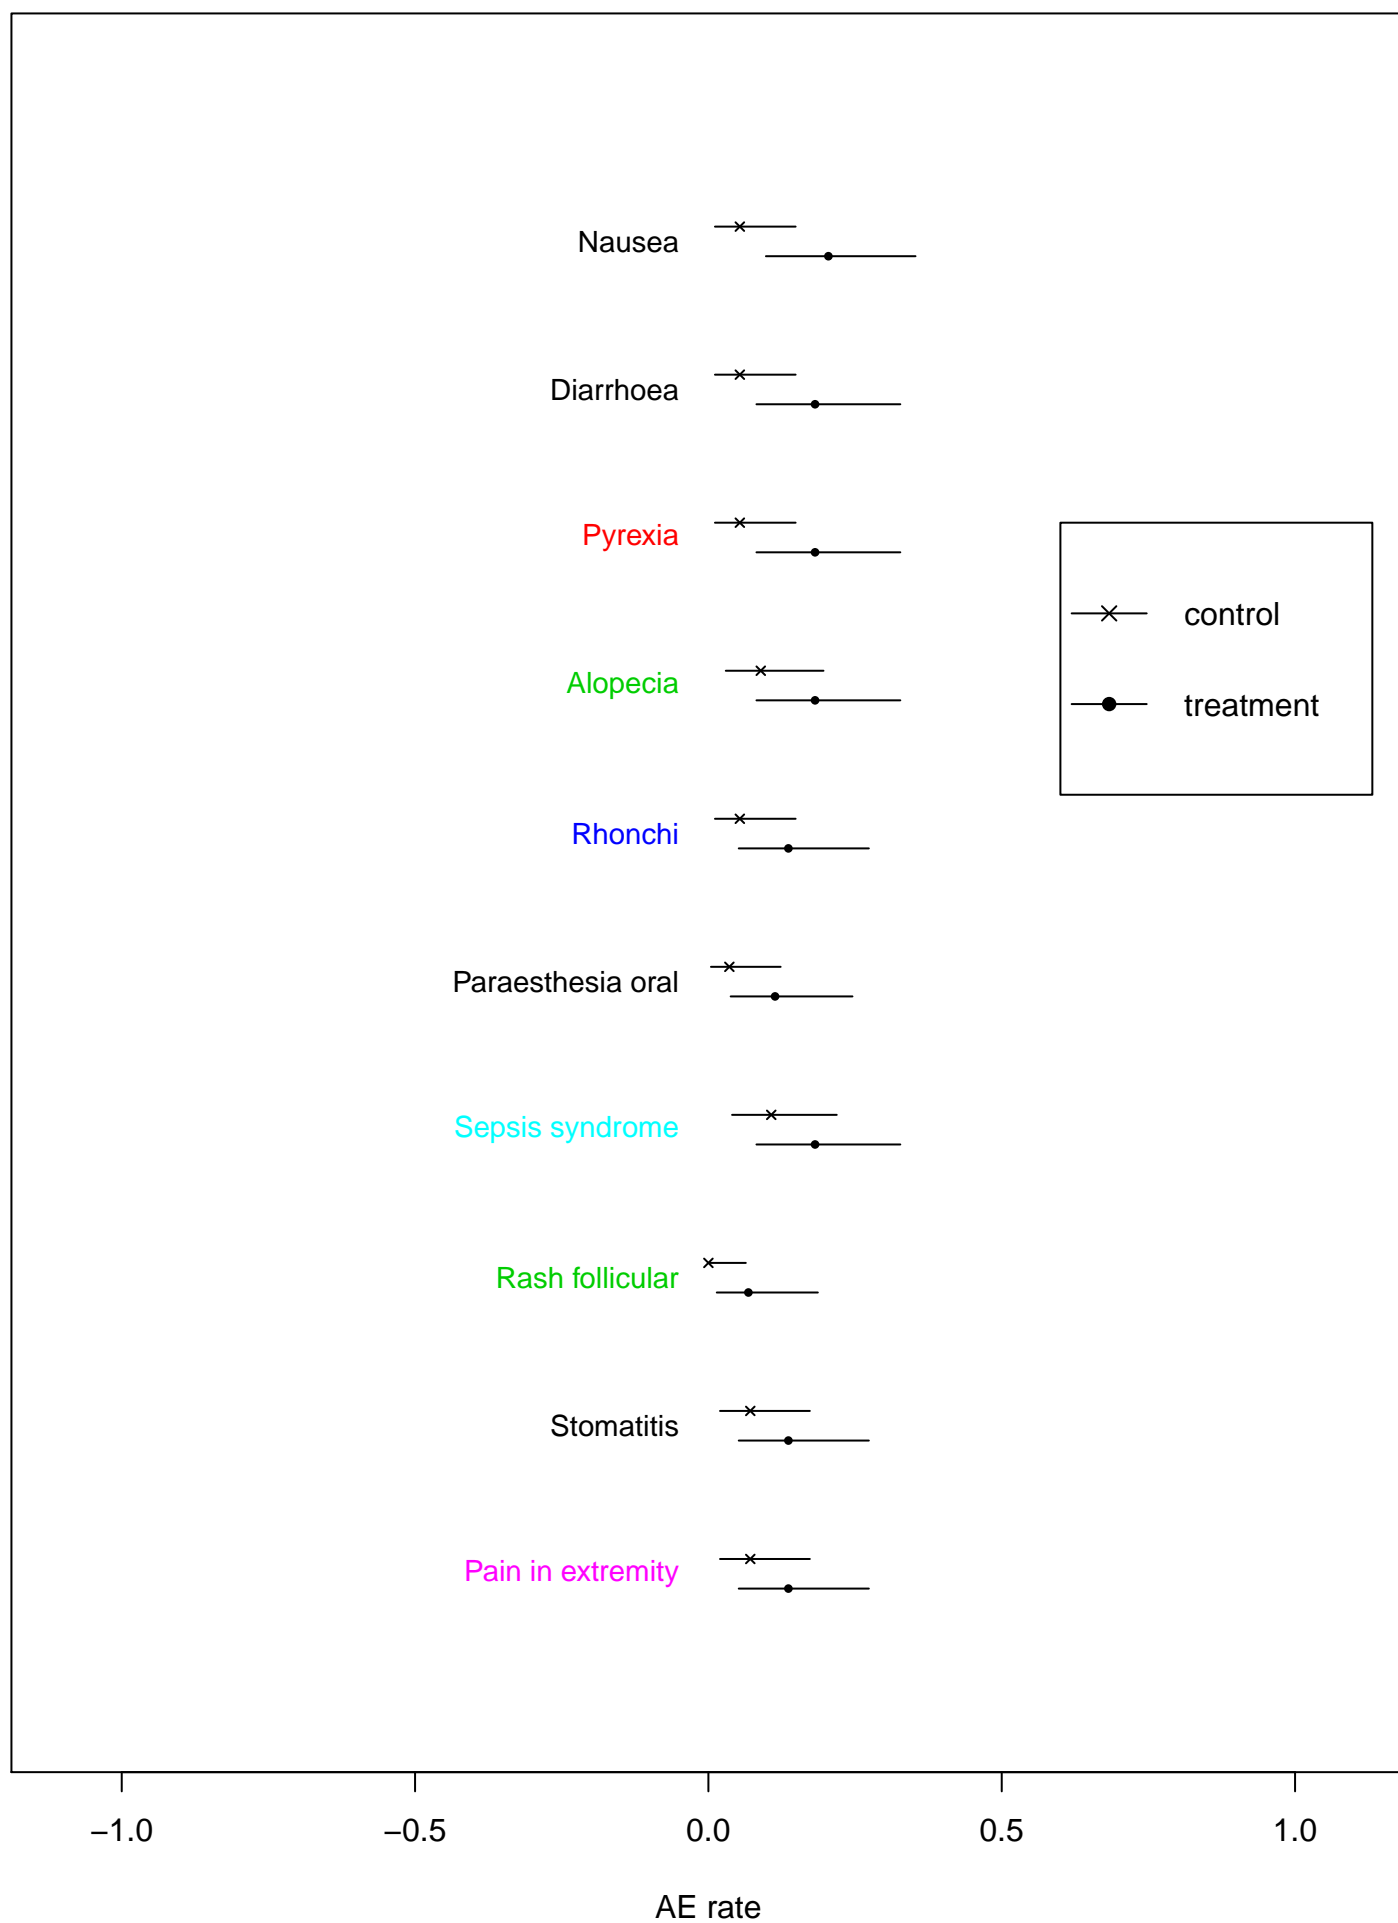 Nausea
Diarrhoea
Pyrexia
Alopecia
Rhonchi
Paraesthesia oral
Sepsis syndrome
Rash follicular
Stomatitis
Pain in extremity
control
treatment
−1.0 −0.5 0.0 0.5 1.0
AE rate